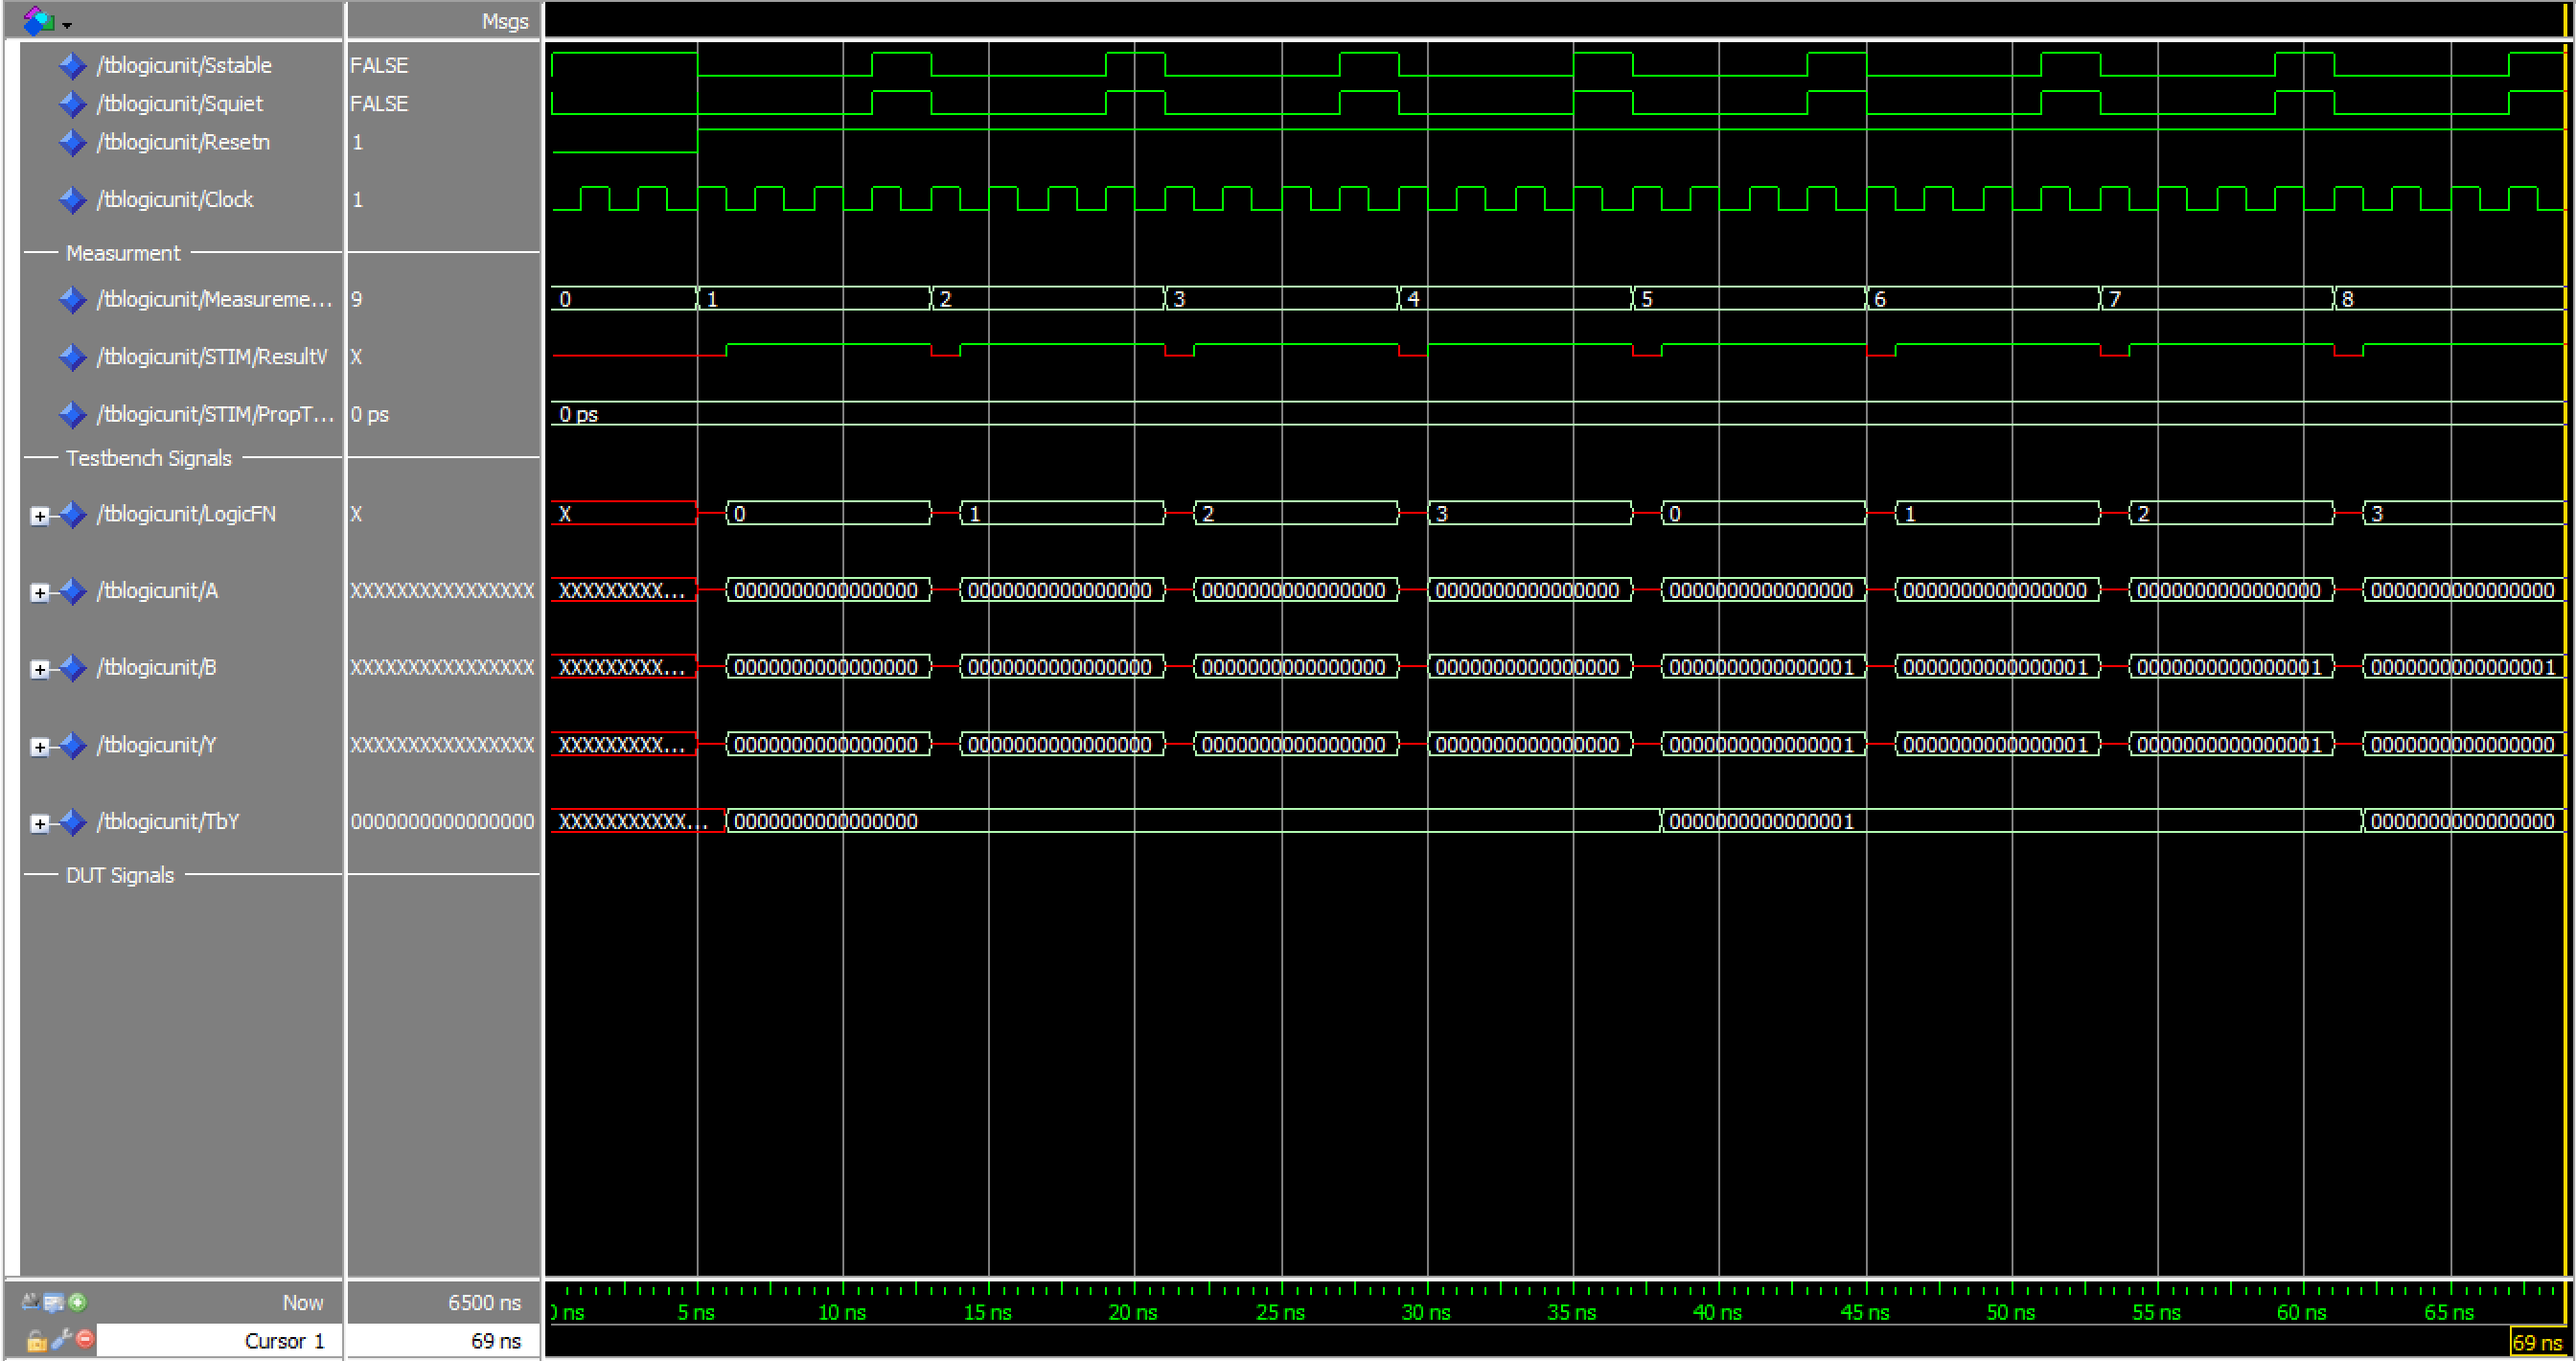 Msgs
/tblogicunit/Sstable FALSE
/tblogicunit/Squiet FALSE
/tblogicunit/Resetn 1
/tblogicunit/Clock 1
Measurment
/tblogicunit/Measureme... 9 0 1 2 3 4 5 6 7 8
/tblogicunit/STIM/ResultV X
/tblogicunit/STIM/PropT... 0 ps 0 ps
Testbench Signals
/tblogicunit/LogicFN X X 0 1 2 3 0 1 2 3
/tblogicunit/A XXXXXXXXXXXXXXXX XXXXXXXXX... 0000000000000000 0000000000000000 0000000000000000 0000000000000000 0000000000000000 0000000000000000 0000000000000000 0000000000000000
/tblogicunit/B XXXXXXXXXXXXXXXX XXXXXXXXX... 0000000000000000 0000000000000000 0000000000000000 0000000000000000 0000000000000001 0000000000000001 0000000000000001 0000000000000001
/tblogicunit/Y XXXXXXXXXXXXXXXX XXXXXXXXX... 0000000000000000 0000000000000000 0000000000000000 0000000000000000 0000000000000001 0000000000000001 0000000000000001 0000000000000000
/tblogicunit/TbY 0000000000000000 XXXXXXXXXXX... 0000000000000000 0000000000000001 0000000000000000
DUT Signals
Now 6500 ns
0 ns 5 ns 10 ns 15 ns 20 ns 25 ns 30 ns 35 ns 40 ns 45 ns 50 ns 55 ns 60 ns 65 ns
Cursor 1 69 ns 69 ns